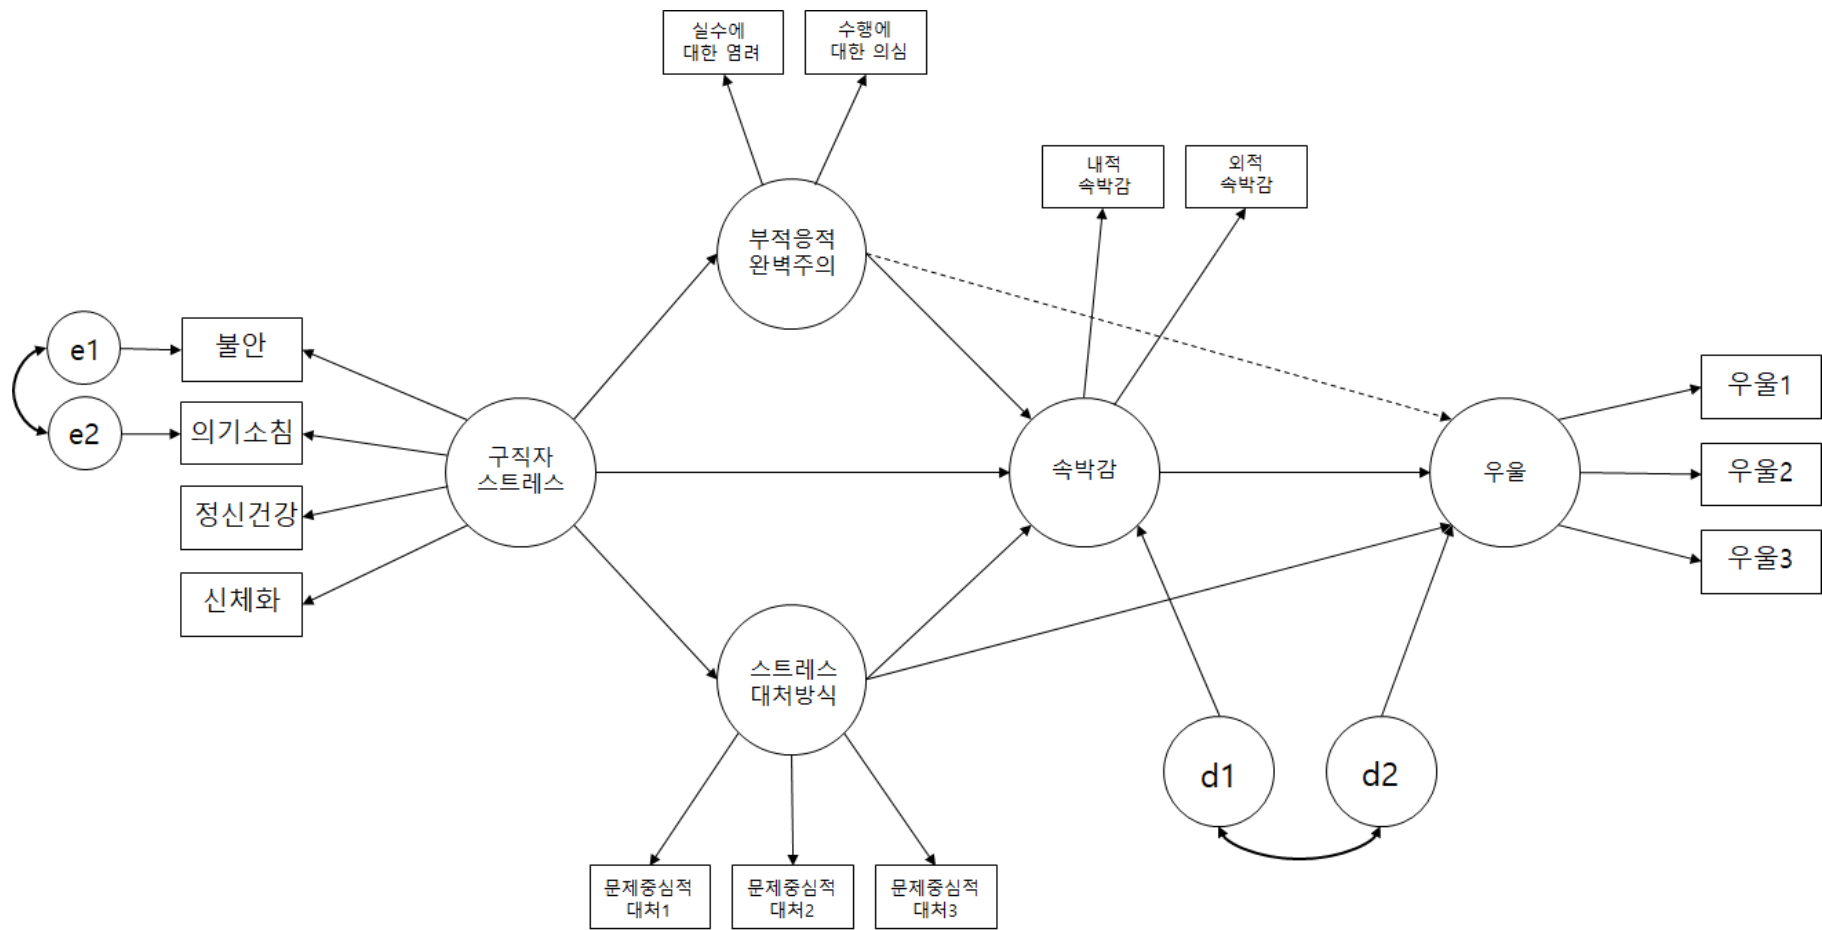 실수에
대한 염려
수행에
대한 의심
내적
속박감
외적
속박감
부적응적
완벽주의
e1
불안
e2
의기소침
정신건강
신체화
구직자
스트레스
속박감
우울
우울1
우울2
우울3
스트레스
대처방식
d1
d2
문제중심적
대처1
문제중심적
대처2
문제중심적
대처3